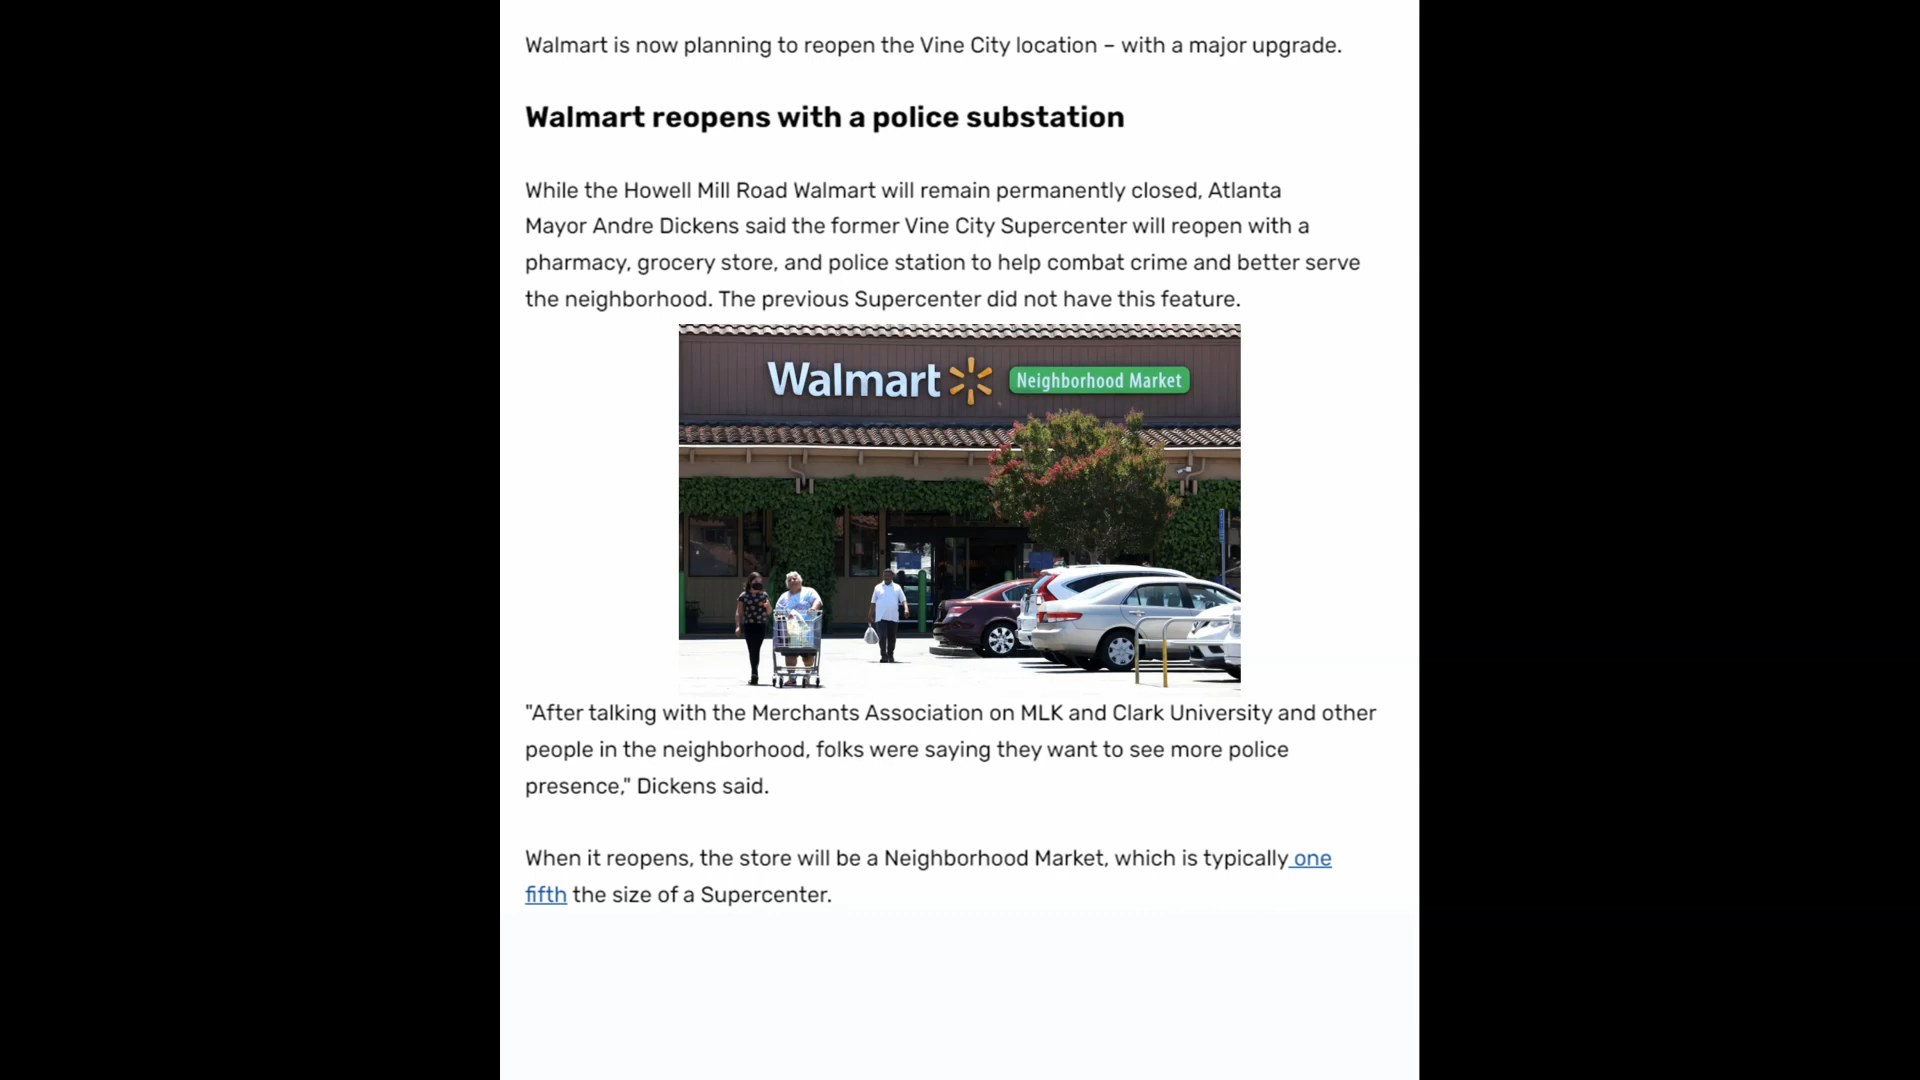 Walmart is now planning to reopen the Vine City location – with a major upgrade.
Walmart reopens with a police substation
While the Howell Mill Road Walmart will remain permanently closed, Atlanta
Mayor Andre Dickens said the former Vine City Supercenter will reopen with a
pharmacy, grocery store, and police station to help combat crime and better serve
the neighborhood. The previous Supercenter did not have this feature.
Walmart Neighborhood Market
"After talking with the Merchants Association on MLK and Clark University and other
people in the neighborhood, folks were saying they want to see more police
presence," Dickens said.
When it reopens, the store will be a Neighborhood Market, which is typically one
fifth the size of a Supercenter.